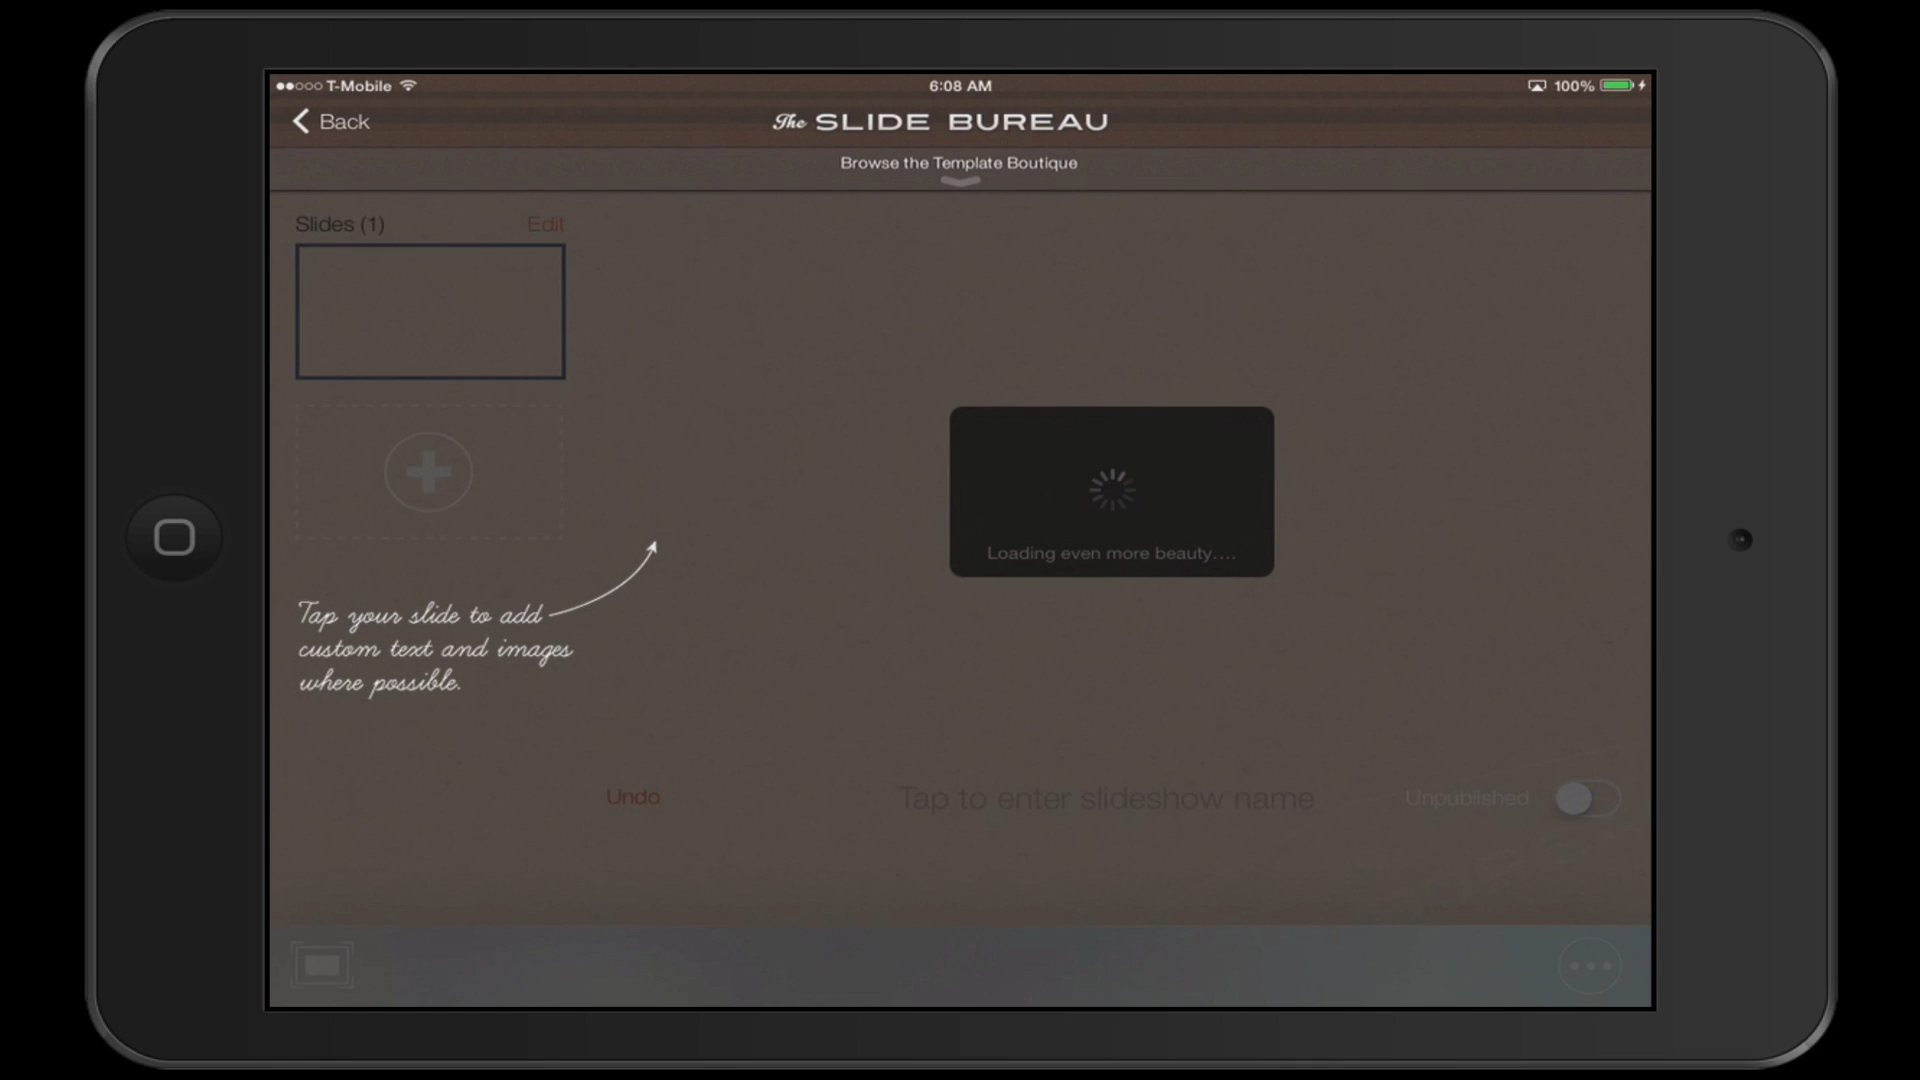 T-Mobile
6:08 AM
100%
Back
The SLIDE BUREAU
Browse the Template Boutique
Slides (1)
Edit
Loading even more beauty....
Tap your slide to add
custom text and images
where possible.
Undo
Tap to enter slideshow name
Unpublished